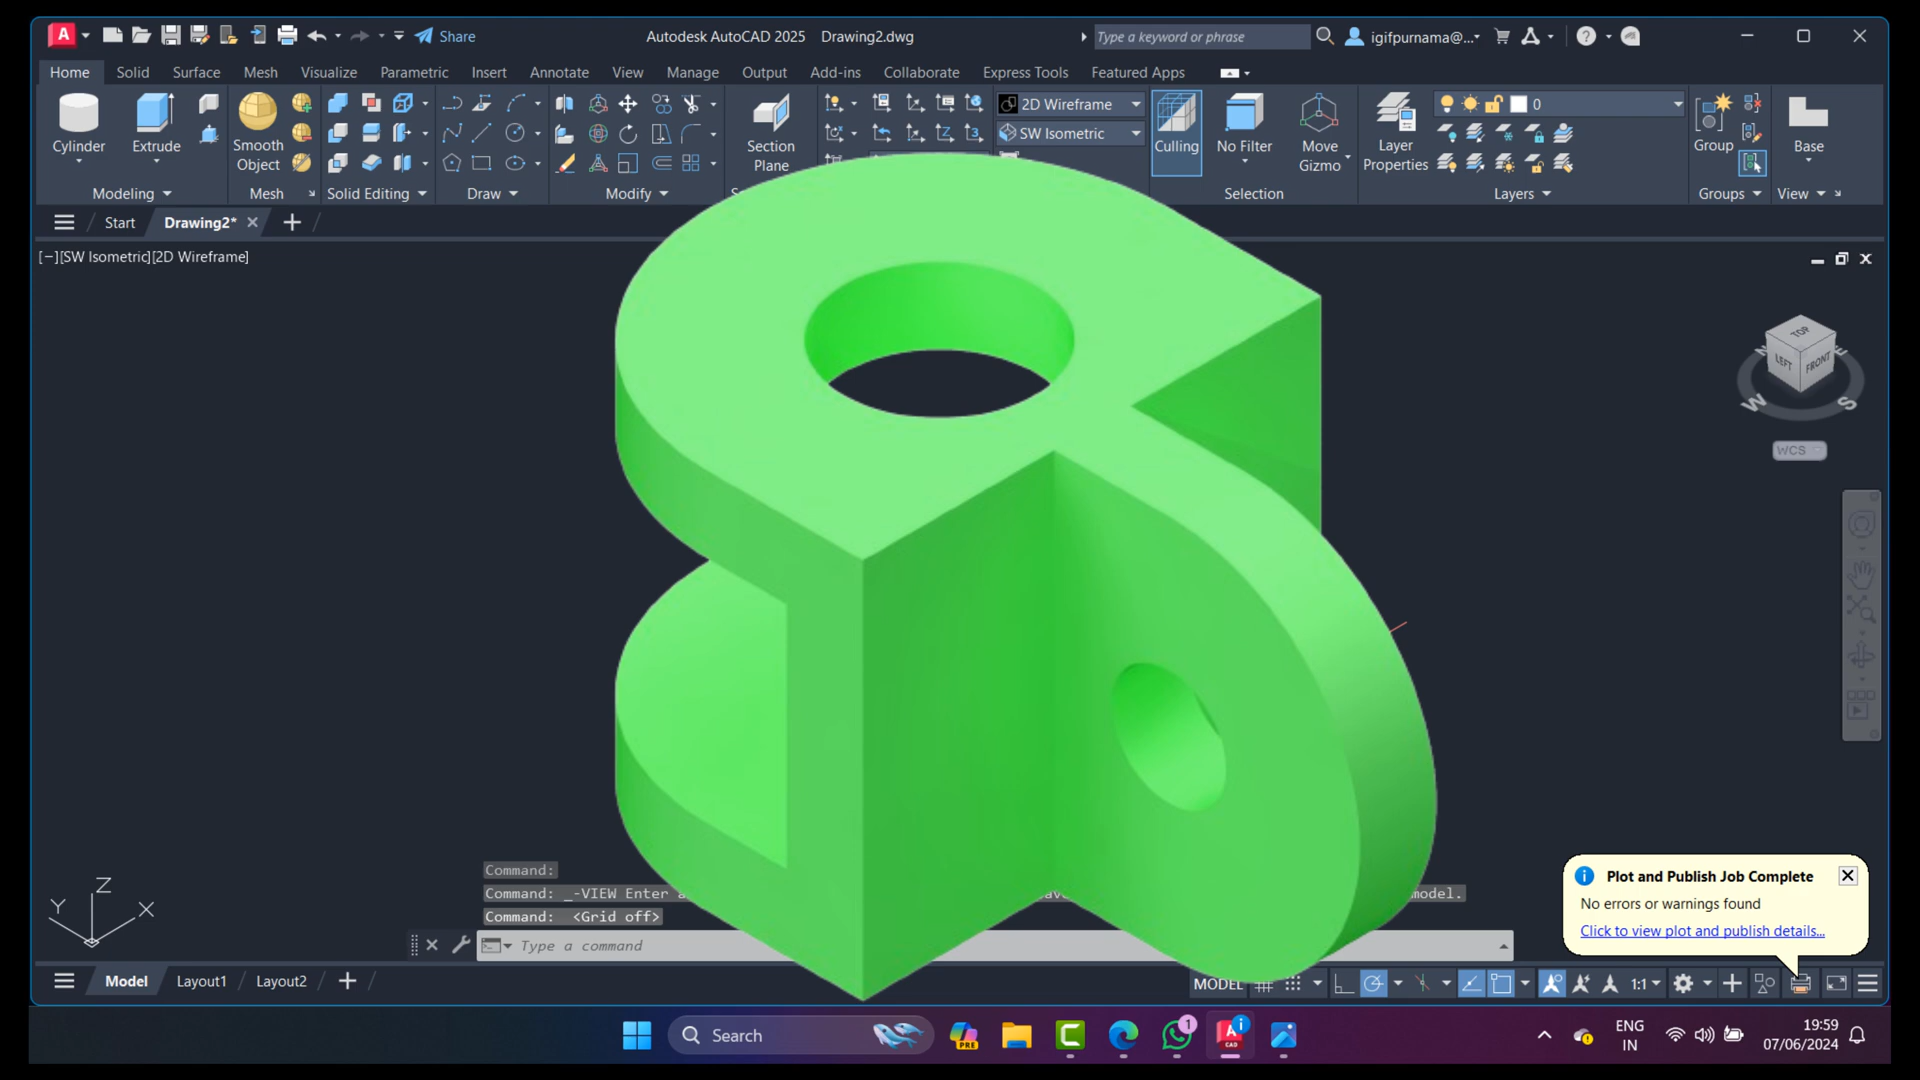 A CAD Share Autodesk AutoCAD 2025 Drawing2.dwg Type a keyword or phrase igifpurnama@...
Home Solid Surface Mesh Visualize Parametric Insert Annotate View Manage Output Add-ins Collaborate Express Tools Featured Apps
2D Wireframe 0
SW Isometric
Cylinder Extrude Smooth Object Section Plane Culling No Filter Move Gizmo Layer Properties Group Base
Modeling Mesh Solid Editing Draw Modify Selection Layers Groups View
Start Drawing2*
[−][SW Isometric][2D Wireframe]
N E
TOP
LEFT FRONT
W S
WCS
Command:
Command: _-VIEW Enter
model.
Command: <Grid off>
Type a command
Z
Y X
Plot and Publish Job Complete
No errors or warnings found
Click to view plot and publish details...
Model Layout1 Layout2 MODEL 1:1
Search PRE 1 A CAD ENG IN 19:59
07/06/2024